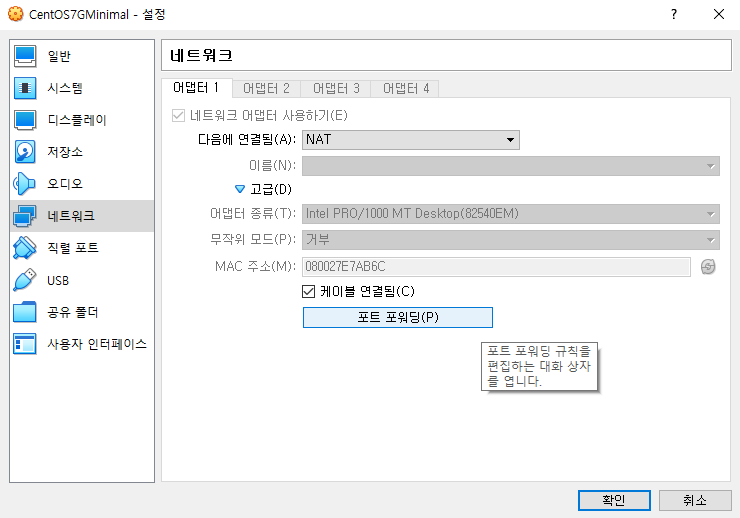 CentOS7GMinimal - 설정
?
일반
시스템
디스플레이
저장소
오디오
네트워크
직렬 포트
USB
공유 폴더
사용자 인터페이스
네트워크
어댑터 1 어댑터 2 어댑터 3 어댑터 4
네트워크 어댑터 사용하기(E)
다음에 연결됨(A): NAT
이름(N):
고급(D)
어댑터 종류(T): Intel PRO/1000 MT Desktop(82540EM)
무작위 모드(P): 거부
MAC 주소(M): 080027E7AB6C
케이블 연결됨(C)
포트 포워딩(P)
포트 포워딩 규칙을
편집하는 대화 상자
를 엽니다.
확인 취소